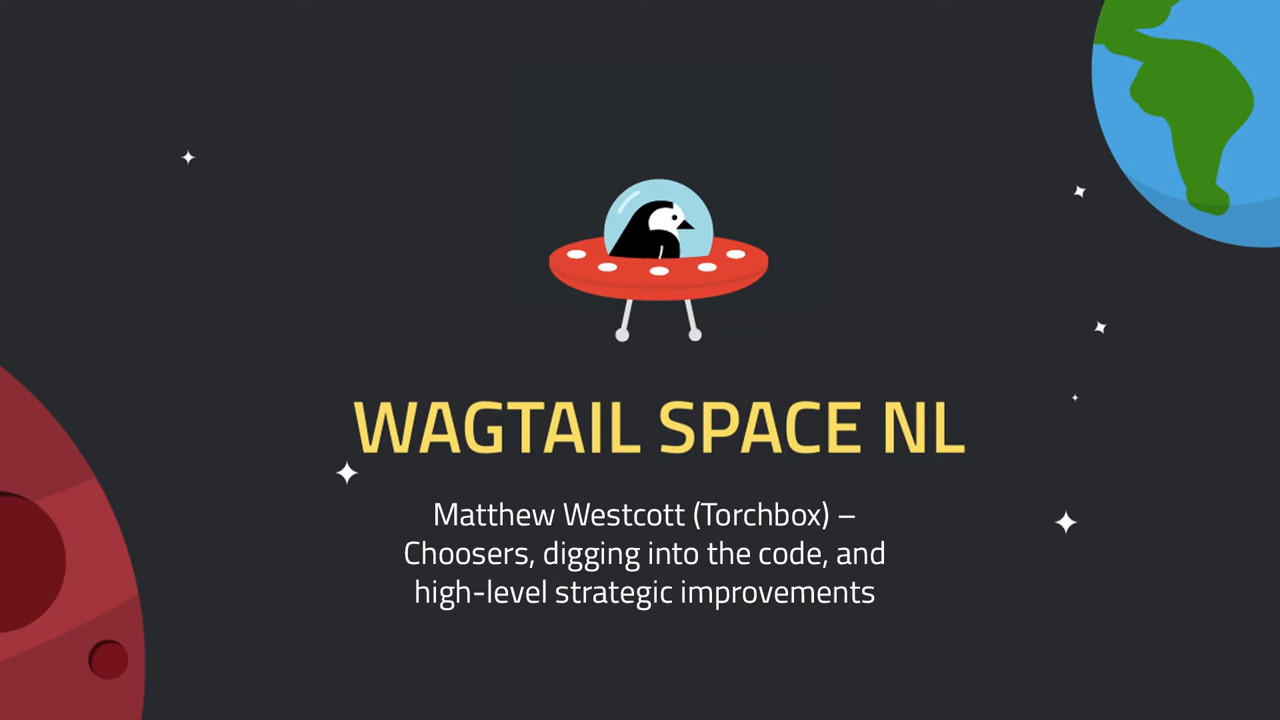 WAGTAIL SPACE NL
Matthew Westcott (Torchbox) –
Choosers, digging into the code, and
high-level strategic improvements